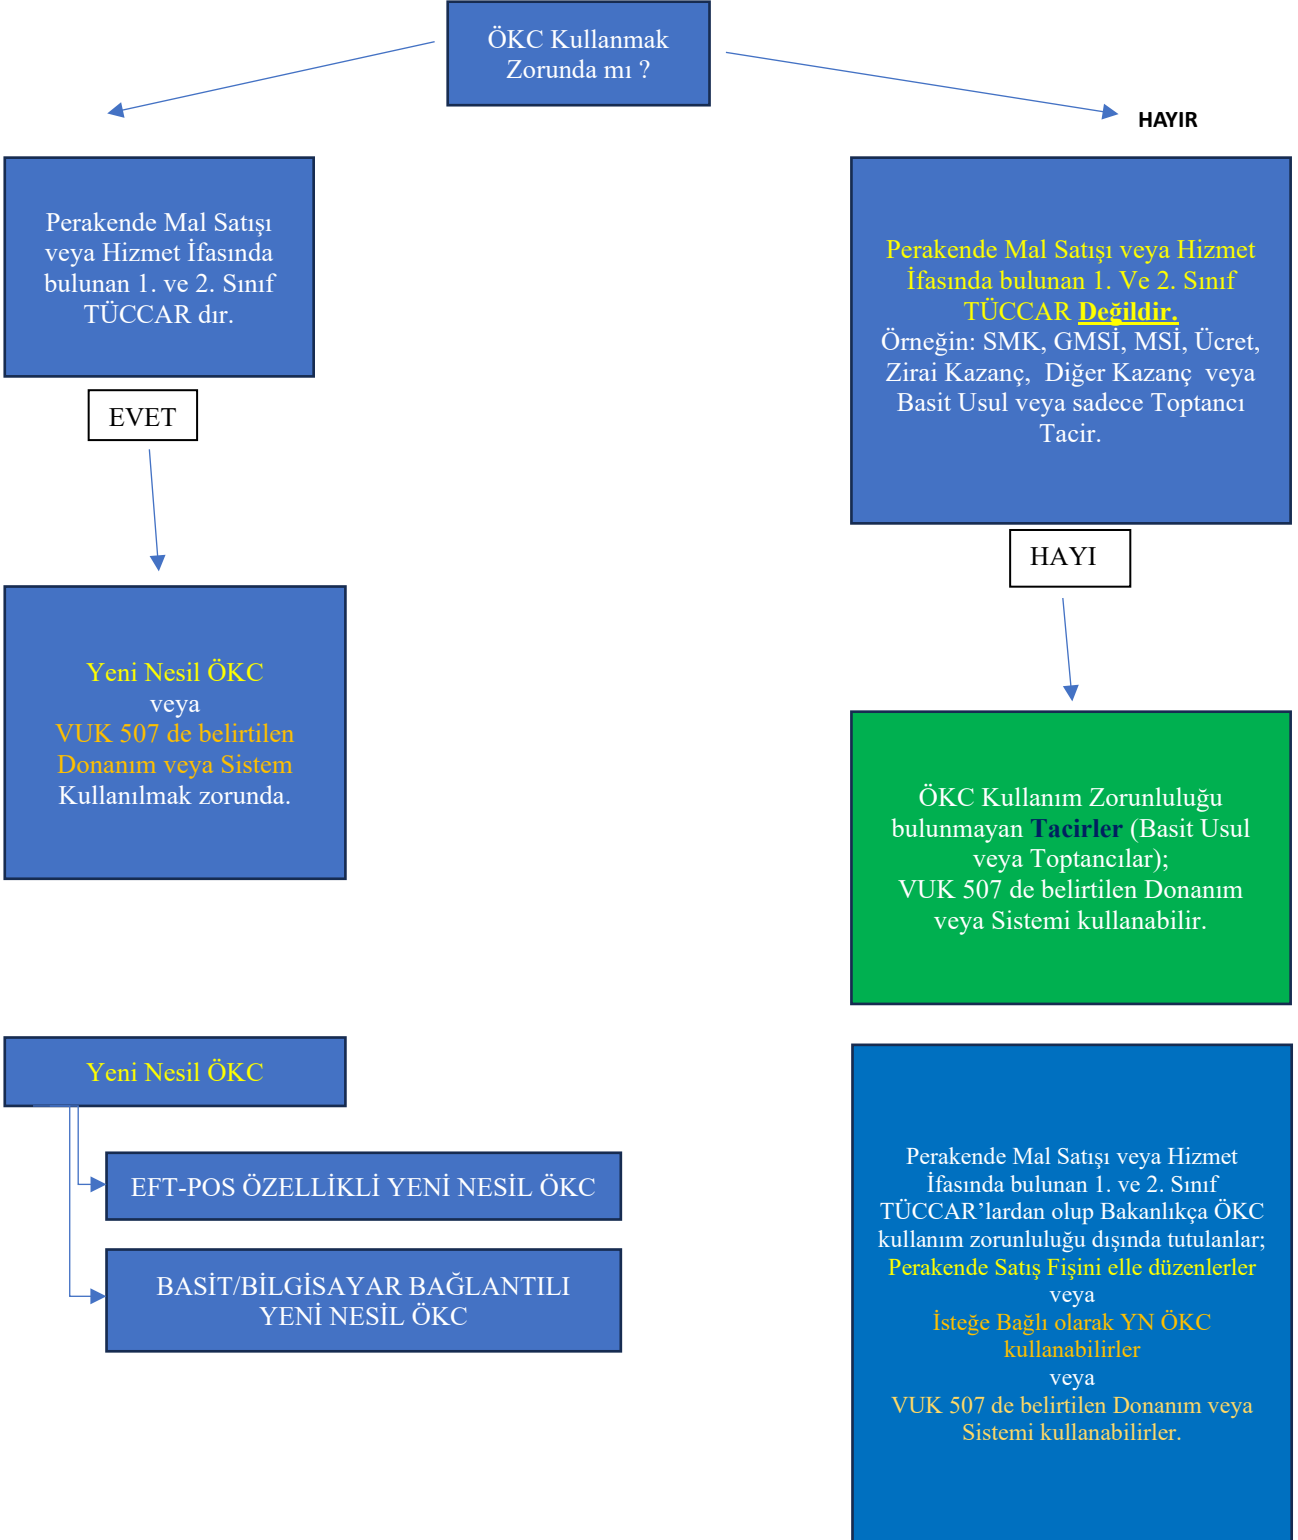 ÖKC Kullanmak
Zorunda mı ?
HAYIR
Perakende Mal Satışı
veya Hizmet İfasında
bulunan 1. ve 2. Sınıf
TÜCCAR dır.
EVET
Yeni Nesil ÖKC
veya
VUK 507 de belirtilen
Donanım veya Sistem
Kullanılmak zorunda.
Perakende Mal Satışı veya Hizmet
İfasında bulunan 1. Ve 2. Sınıf
TÜCCAR Değildir.
Örneğin: SMK, GMSİ, MSİ, Ücret,
Zirai Kazanç, Diğer Kazanç veya
Basit Usul veya sadece Toptancı
Tacir.
HAYI
ÖKC Kullanım Zorunluluğu
bulunmayan Tacirler (Basit Usul
veya Toptancılar);
VUK 507 de belirtilen Donanım
veya Sistemi kullanabilir.
Yeni Nesil ÖKC
EFT-POS ÖZELLİKLİ YENİ NESİL ÖKC
BASİT/BİLGİSAYAR BAĞLANTILI
YENİ NESİL ÖKC
Perakende Mal Satışı veya Hizmet
İfasında bulunan 1. ve 2. Sınıf
TÜCCAR’lardan olup Bakanlıkça ÖKC
kullanım zorunluluğu dışında tutulanlar;
Perakende Satış Fişini elle düzenlerler
veya
İsteğe Bağlı olarak YN ÖKC
kullanabilirler
veya
VUK 507 de belirtilen Donanım veya
Sistemi kullanabilirler.